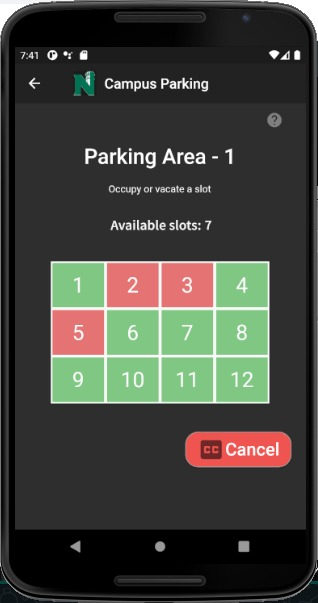 7:41
N Campus Parking
?
Parking Area - 1
Occupy or vacate a slot
Available slots: 7
1 2 3 4
5 6 7 8
9 10 11 12
CC Cancel